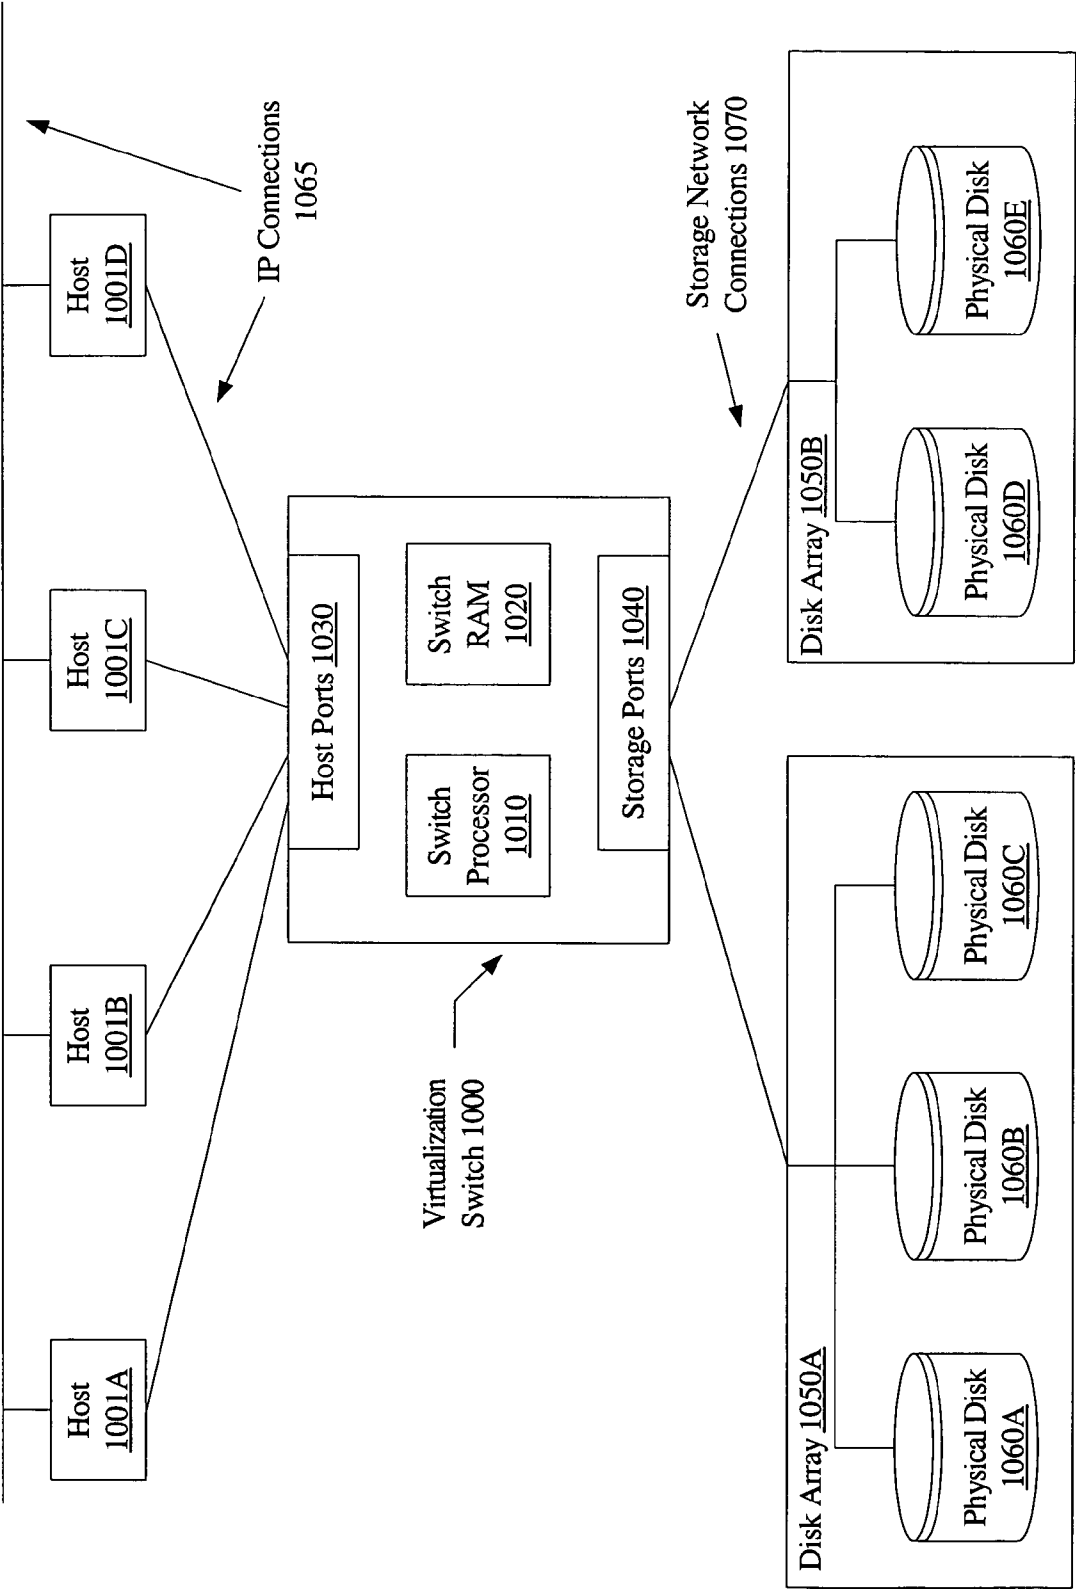 Host
1001A
Host
1001B
Host
1001C
Host
1001D
IP Connections
1065
Virtualization
Switch 1000
Host Ports 1030
Switch
Processor
1010
Switch
RAM
1020
Storage Ports 1040
Storage Network
Connections 1070
Disk Array 1050A
Physical Disk
1060A
Physical Disk
1060B
Physical Disk
1060C
Disk Array 1050B
Physical Disk
1060D
Physical Disk
1060E